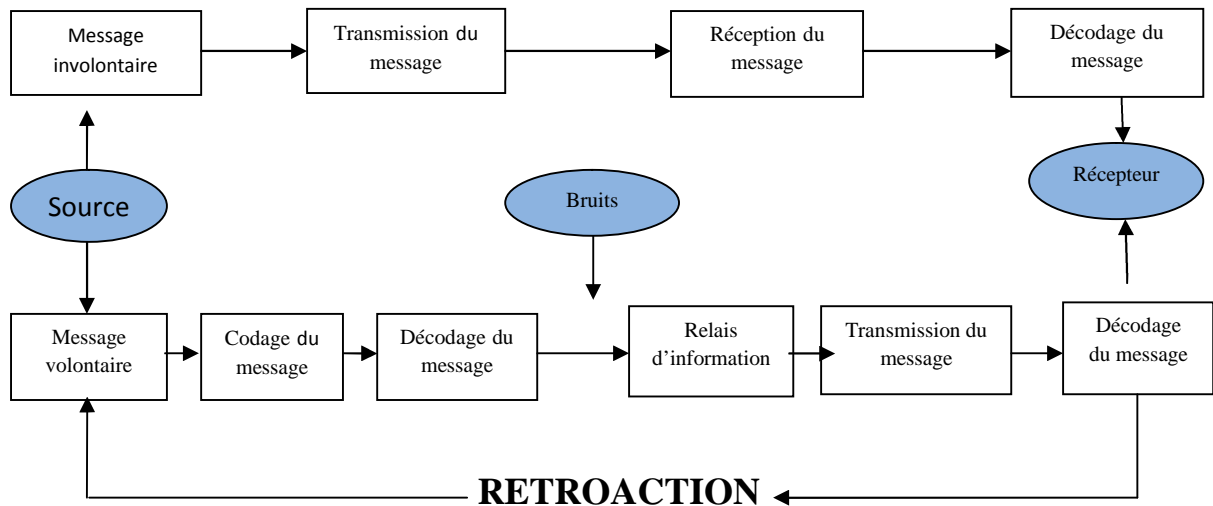 Message
involontaire
Transmission du
message
Réception du
message
Décodage du
message
Source
Bruits
Récepteur
Message
volontaire
Codage du
message
Décodage du
message
Relais
d’information
Transmission du
message
Décodage
du message
RETROACTION